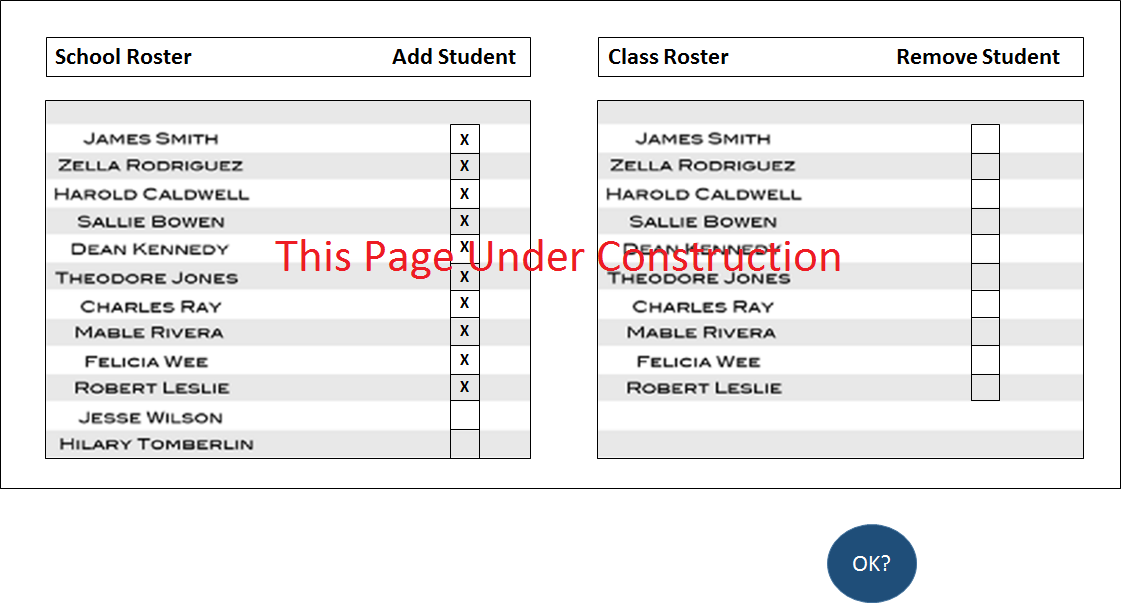 School Roster Add Student
JAMES SMITH X
ZELLA RODRIGUEZ X
HAROLD CALDWELL X
SALLIE BOWEN X
DEAN KENNEDY X
THEODORE JONES X
CHARLES RAY X
MABLE RIVERA X
FELICIA WEE X
ROBERT LESLIE X
JESSE WILSON
HILARY TOMBERLIN
Class Roster Remove Student
JAMES SMITH
ZELLA RODRIGUEZ
HAROLD CALDWELL
SALLIE BOWEN
DEAN KENNEDY
THEODORE JONES
CHARLES RAY
MABLE RIVERA
FELICIA WEE
ROBERT LESLIE
This Page Under Construction
OK?